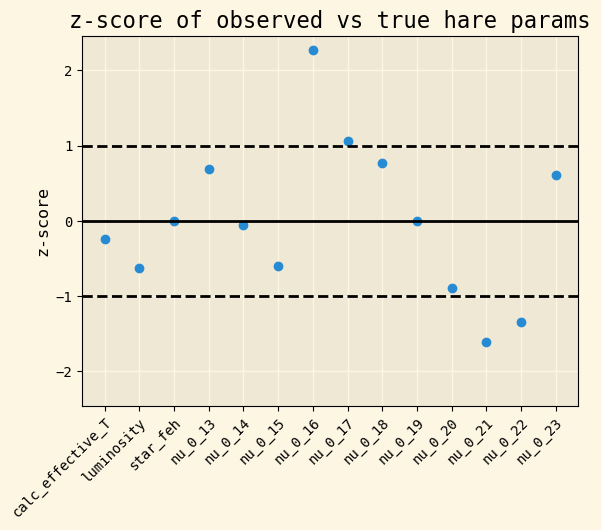 z-score of observed vs true hare params
z-score
2
1
0
−1
−2
calc_effective_T
luminosity
star_feh
nu_0_13
nu_0_14
nu_0_15
nu_0_16
nu_0_17
nu_0_18
nu_0_19
nu_0_20
nu_0_21
nu_0_22
nu_0_23